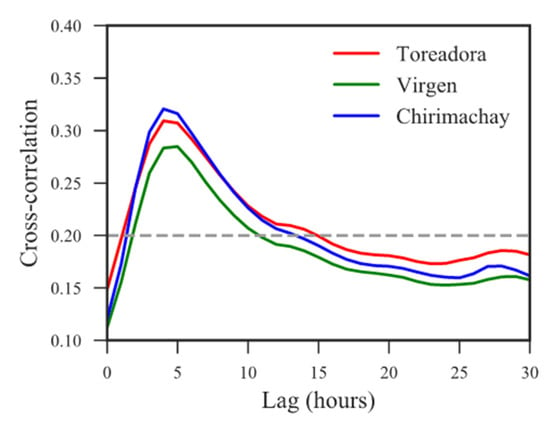 0.40
0.35
0.30
0.25
0.20
0.15
0.10
Cross-correlation
Toreadora
Virgen
Chirimachay
0 5 10 15 20 25 30
Lag (hours)